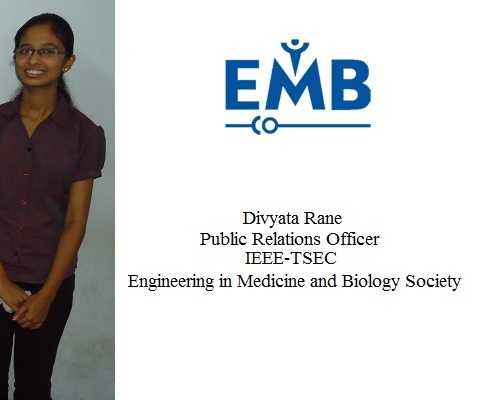 EMB
Divyata Rane
Public Relations Officer
IEEE-TSEC
Engineering in Medicine and Biology Society